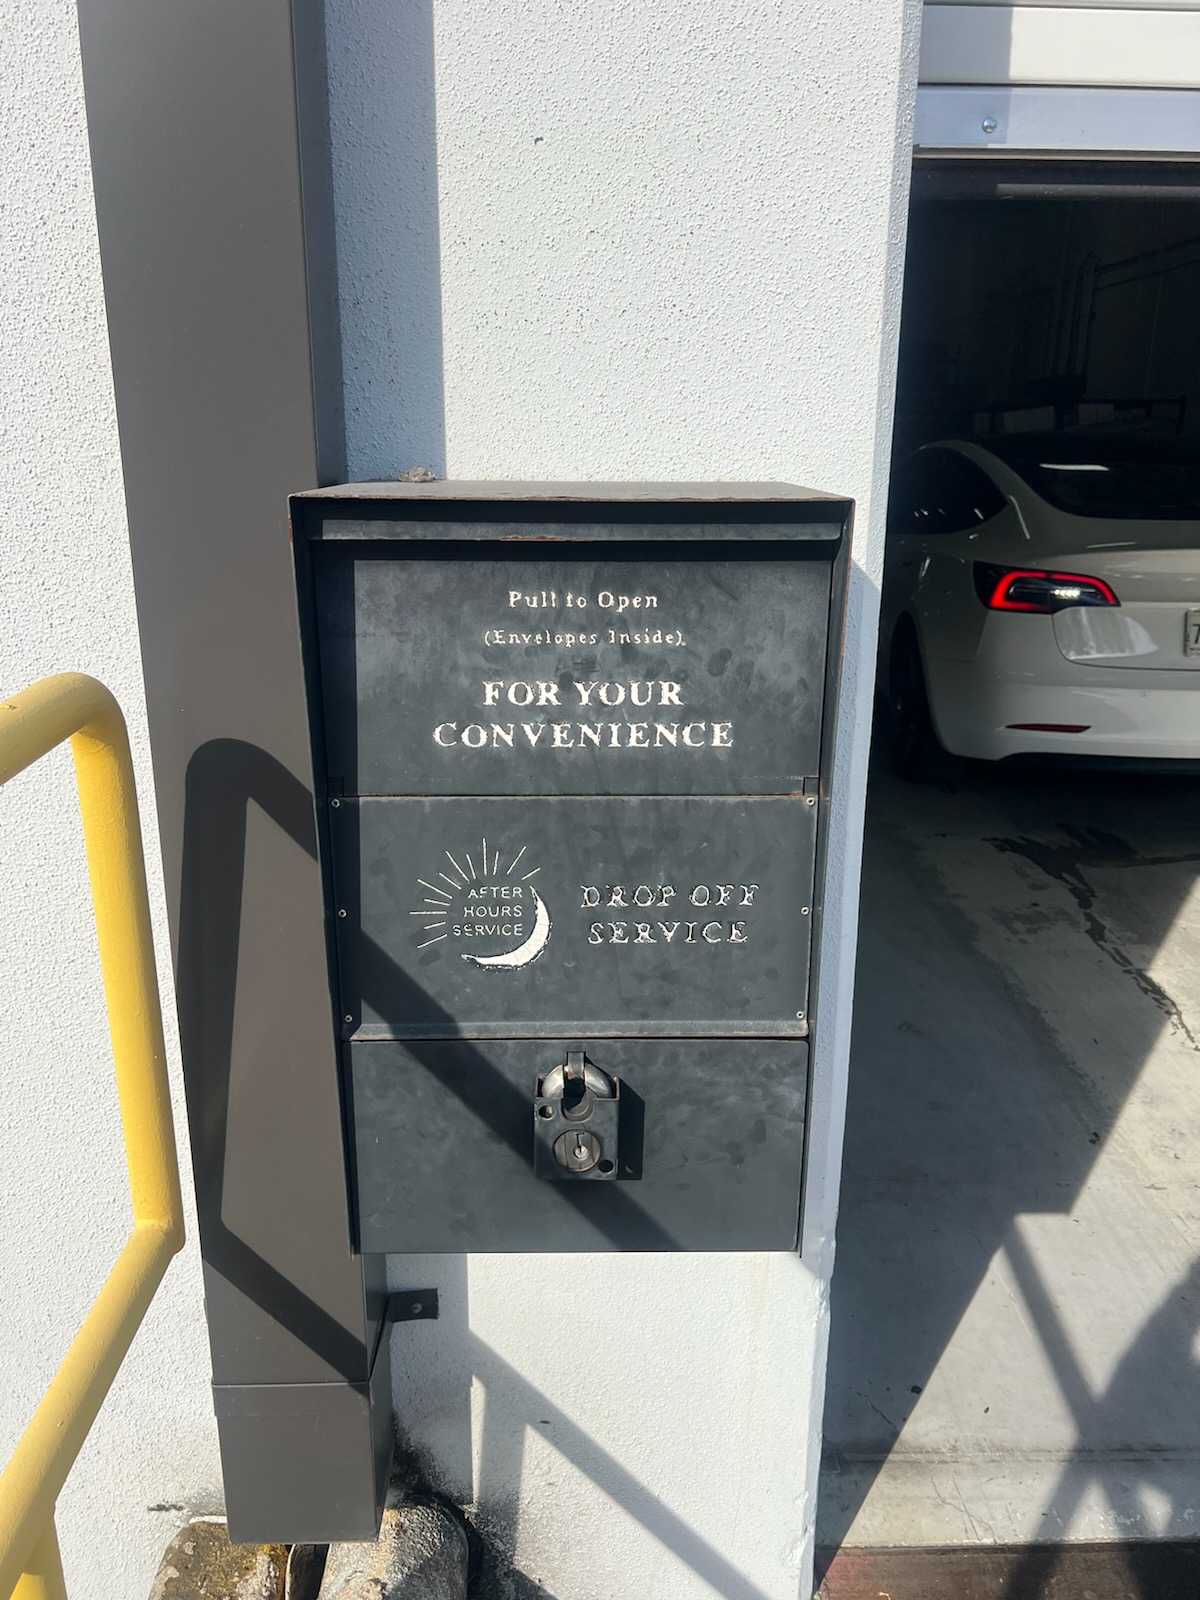 Pull to Open
(Envelopes Inside)
FOR YOUR
CONVENIENCE
AFTER
HOURS
SERVICE
DROP OFF
SERVICE